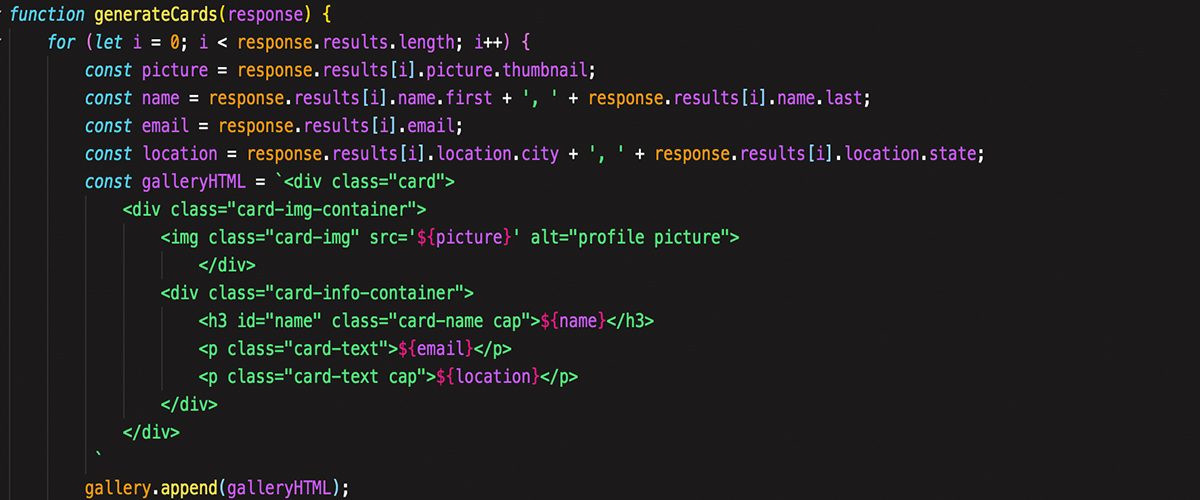 function generateCards(response) {
for (let i = 0; i < response.results.length; i++) {
const picture = response.results[i].picture.thumbnail;
const name = response.results[i].name.first + ', ' + response.results[i].name.last;
const email = response.results[i].email;
const location = response.results[i].location.city + ', ' + response.results[i].location.state;
const galleryHTML = `<div class="card">
<div class="card-img-container">
<img class="card-img" src='${picture}' alt="profile picture">
</div>
<div class="card-info-container">
<h3 id="name" class="card-name cap">${name}</h3>
<p class="card-text">${email}</p>
<p class="card-text cap">${location}</p>
</div>
</div>
`
gallery.append(galleryHTML);